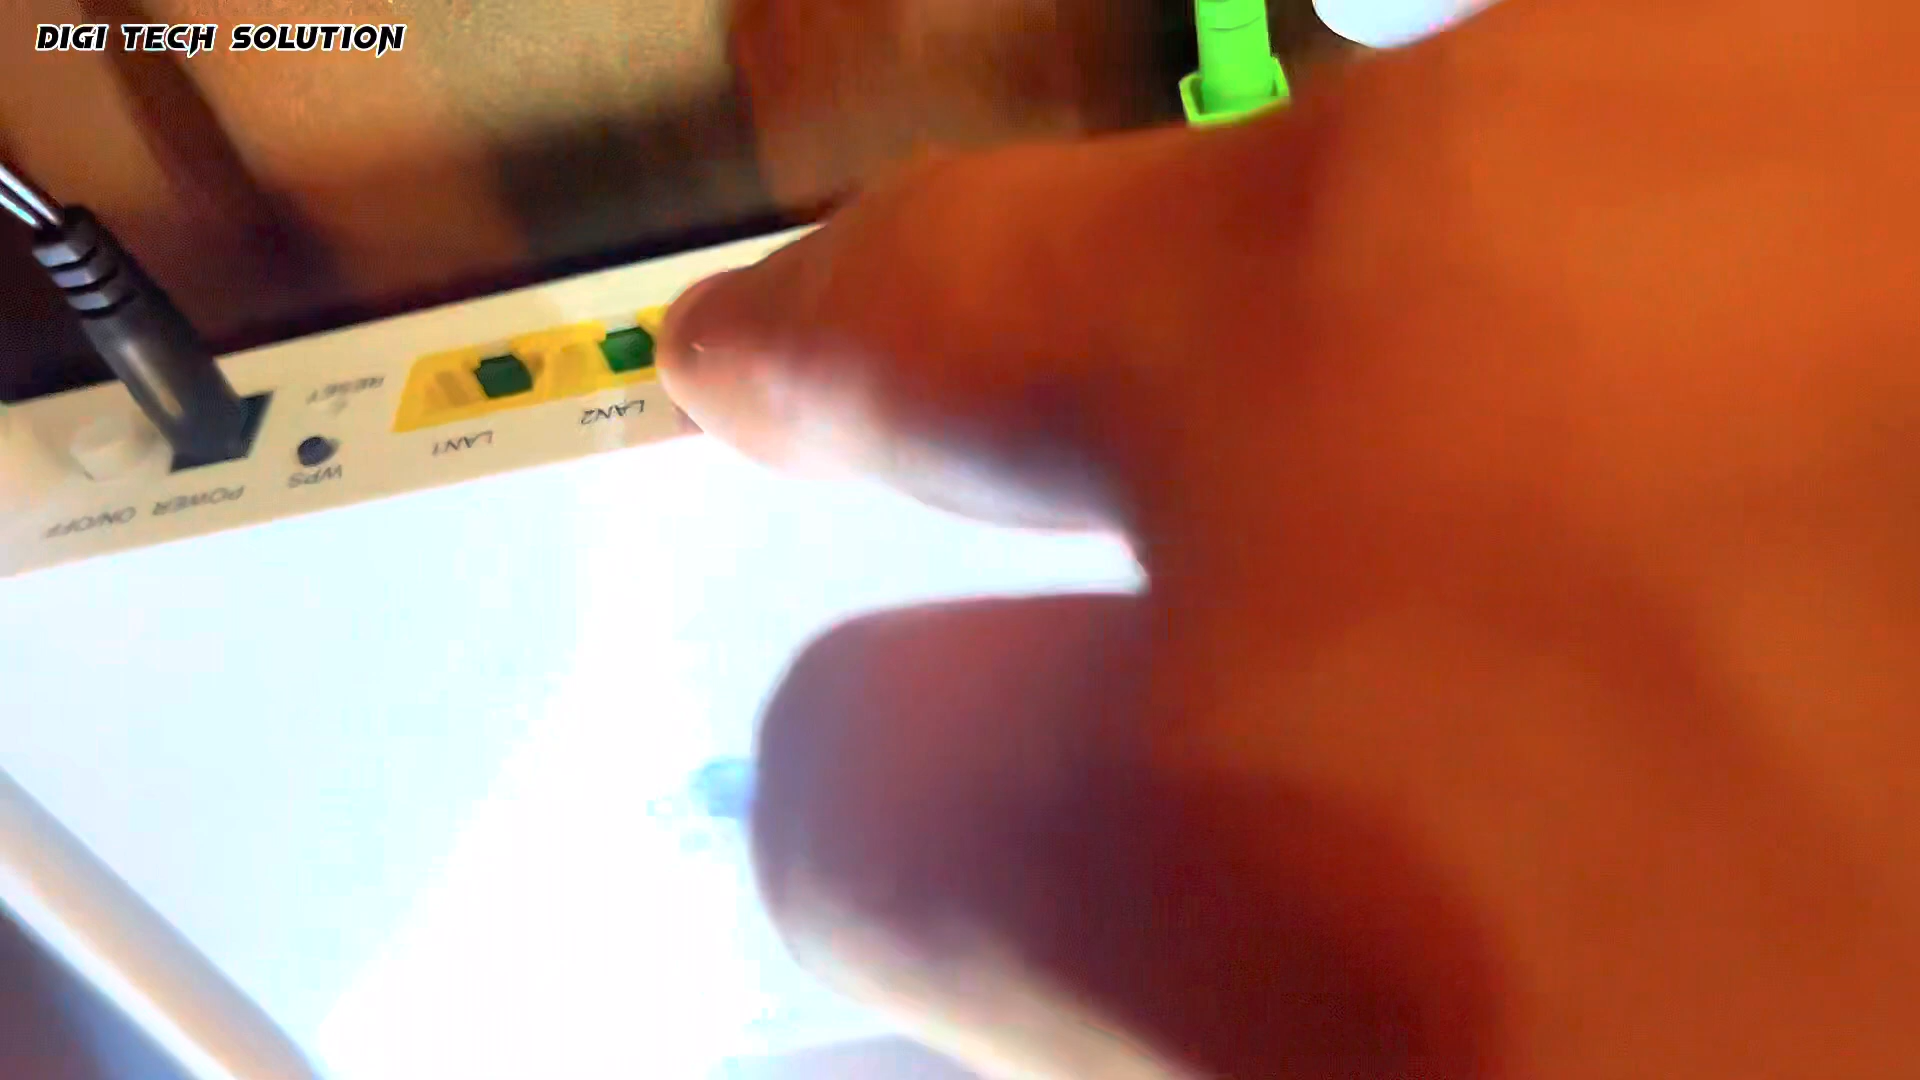 DIGI TECH SOLUTION
RESET
LAN2
LAN1
WPS
POWER
ON/OFF